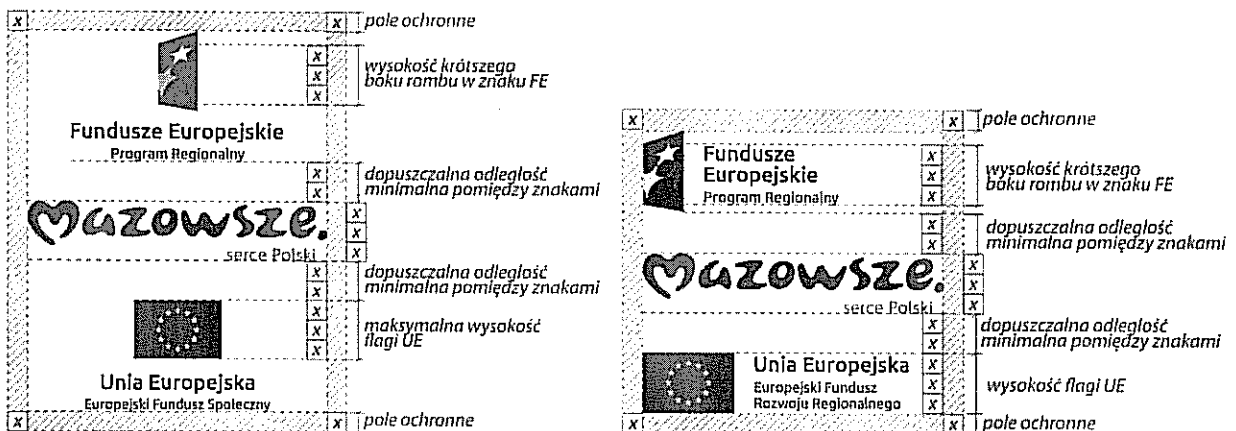 x
x
pole ochronne
x
x
x
wysokość krótszego
boku rombu w znaku FE
Fundusze Europejskie
Program Regionalny
x
x
dopuszczalna odległość
minimalna pomiędzy znakami
mazowsze.
serce Polski
x
x
x
x
x
dopuszczalna odległość
minimalna pomiędzy znakami
x
x
x
maksymalna wysokość
flagi UE
Unia Europejska
Europejski Fundusz Społeczny
x
x
pole ochronne
x
x
pole ochronne
Fundusze
Europejskie
Program Regionalny
x
x
x
wysokość krótszego
boku rombu w znaku FE
x
x
dopuszczalna odległość
minimalna pomiędzy znakami
mazowsze.
serce Polski
x
x
x
x
x
dopuszczalna odległość
minimalna pomiędzy znakami
Unia Europejska
Europejski Fundusz
Rozwoju Regionalnego
x
x
x
wysokość flagi UE
x
x
pole ochronne